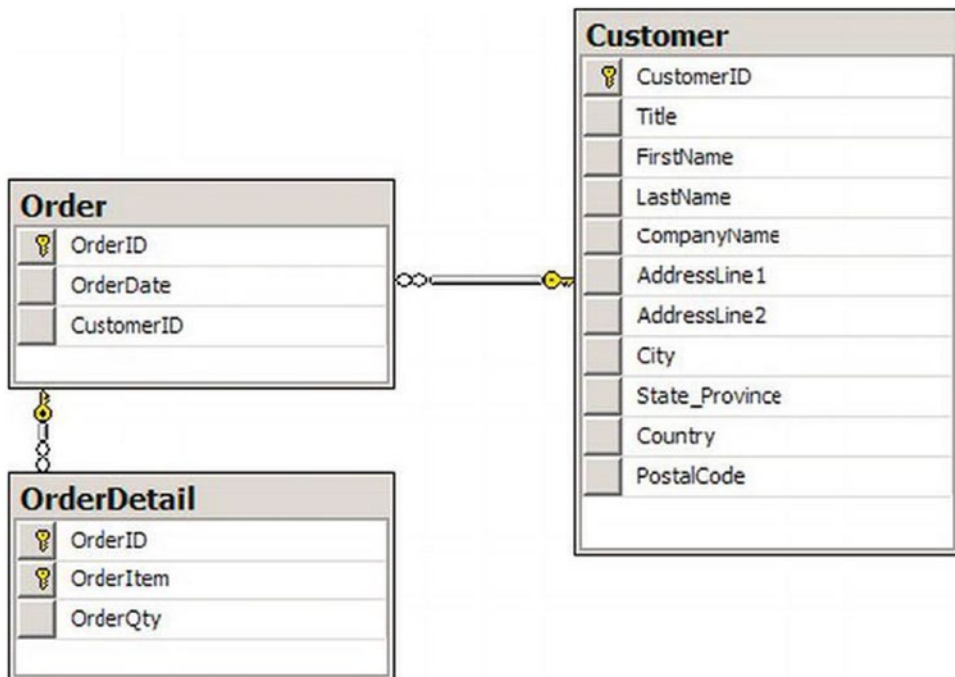 Customer
CustomerID
Title
FirstName
LastName
CompanyName
AddressLine1
AddressLine2
City
State_Province
Country
PostalCode
Order
OrderID
OrderDate
CustomerID
OrderDetail
OrderID
OrderItem
OrderQty